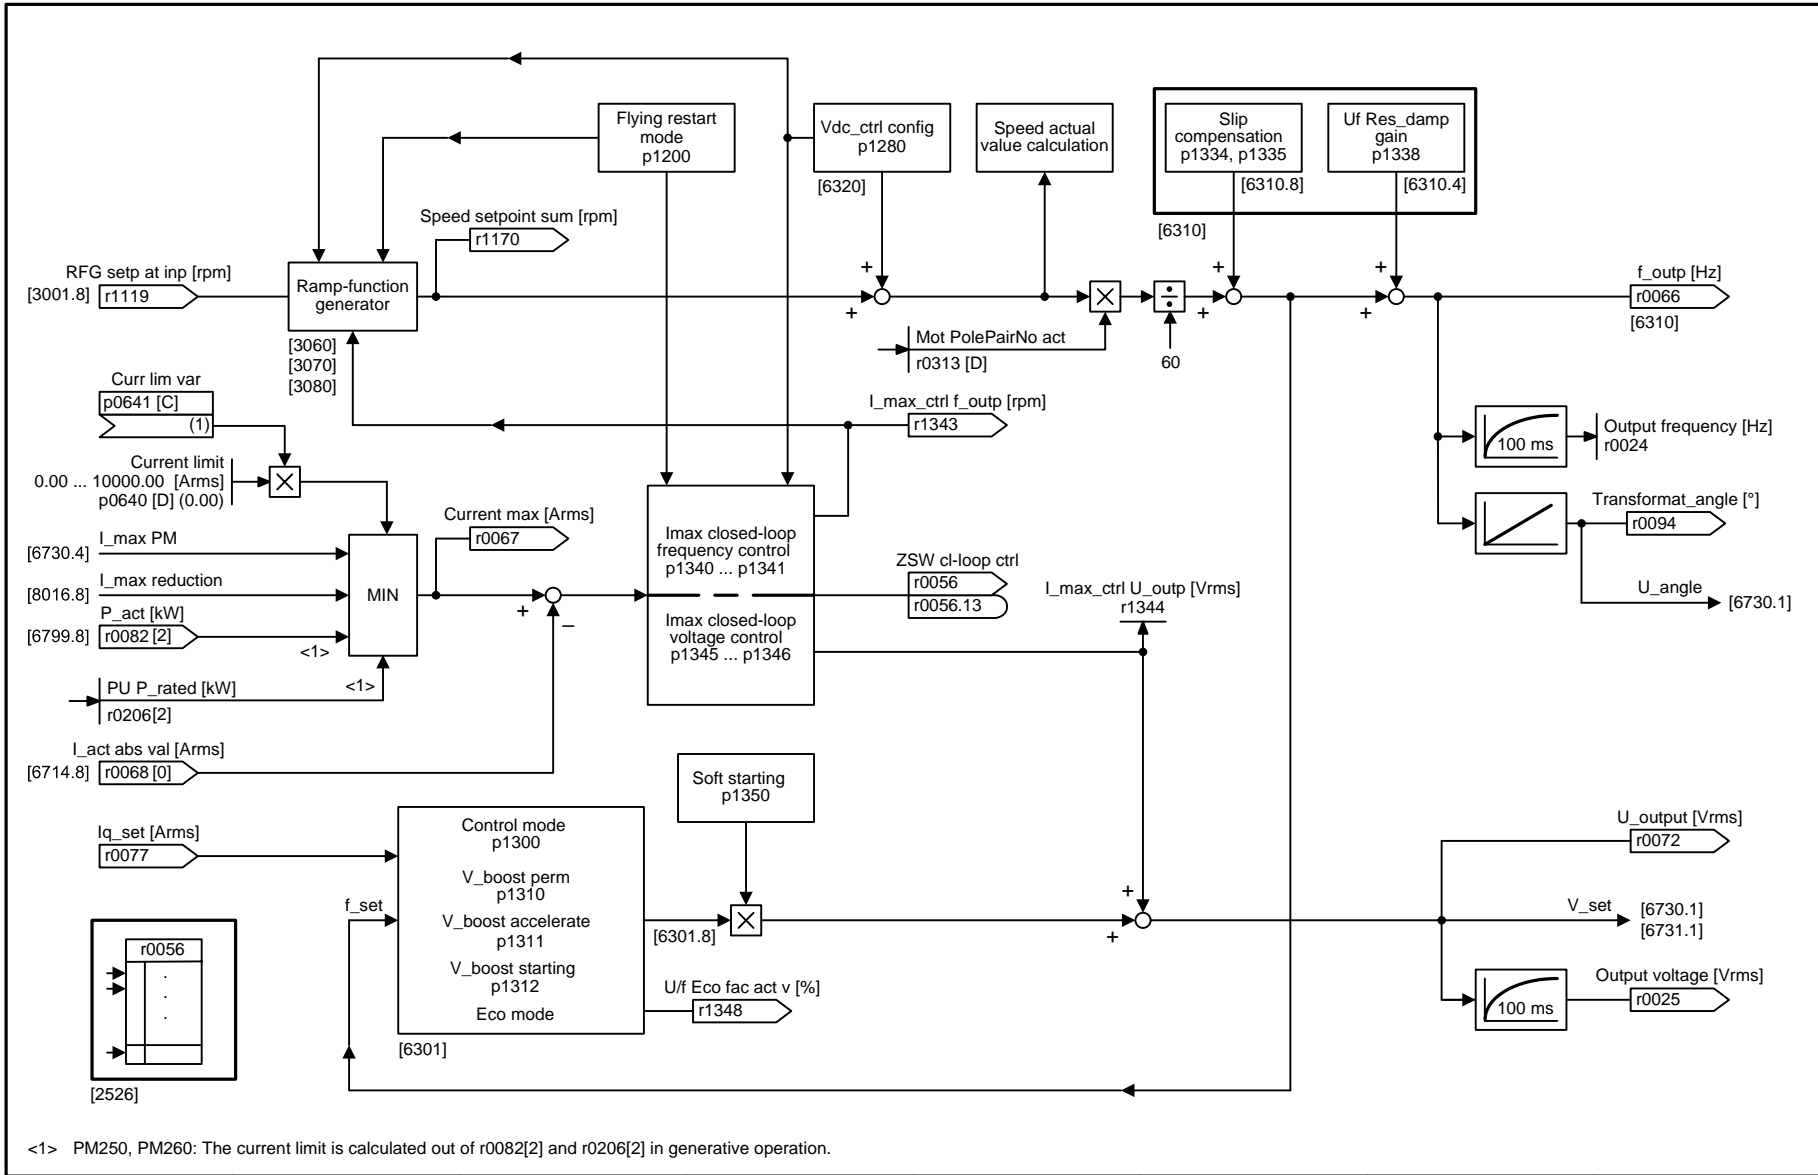 Flying restart
mode
p1200
Vdc_ctrl config
p1280
[6320]
Speed actual
value calculation
Slip
compensation
p1334, p1335
[6310.8]
Uf Res_damp
gain
p1338
[6310.4]
[6310]
Speed setpoint sum [rpm]
r1170
RFG setp at inp [rpm]
[3001.8]
r1119
Ramp-function
generator
[3060]
[3070]
[3080]
+
+
Mot PolePairNo act
r0313 [D]
60
+
+
+
+
f_outp [Hz]
r0066
[6310]
Curr lim var
p0641 [C]
(1)
I_max_ctrl f_outp [rpm]
r1343
100 ms
Output frequency [Hz]
r0024
Current limit
0.00 ... 10000.00 [Arms]
p0640 [D] (0.00)
Transformat_angle [°]
r0094
U_angle
[6730.1]
Current max [Arms]
r0067
I_max PM
[6730.4]
I_max reduction
[8016.8]
P_act [kW]
[6799.8]
r0082 [2]
<1>
MIN
+
–
Imax closed-loop
frequency control
p1340 ... p1341
Imax closed-loop
voltage control
p1345 ... p1346
ZSW cl-loop ctrl
r0056
r0056.13
I_max_ctrl U_outp [Vrms]
r1344
PU P_rated [kW]
<1>
r0206[2]
I_act abs val [Arms]
[6714.8]
r0068 [0]
Soft starting
p1350
Iq_set [Arms]
r0077
f_set
Control mode
p1300
V_boost perm
p1310
V_boost accelerate
p1311
V_boost starting
p1312
Eco mode
[6301]
[6301.8]
U/f Eco fac act v [%]
r1348
+
+
U_output [Vrms]
r0072
V_set
[6730.1]
[6731.1]
Output voltage [Vrms]
100 ms
r0025
r0056
.
.
.
[2526]
<1> PM250, PM260: The current limit is calculated out of r0082[2] and r0206[2] in generative operation.